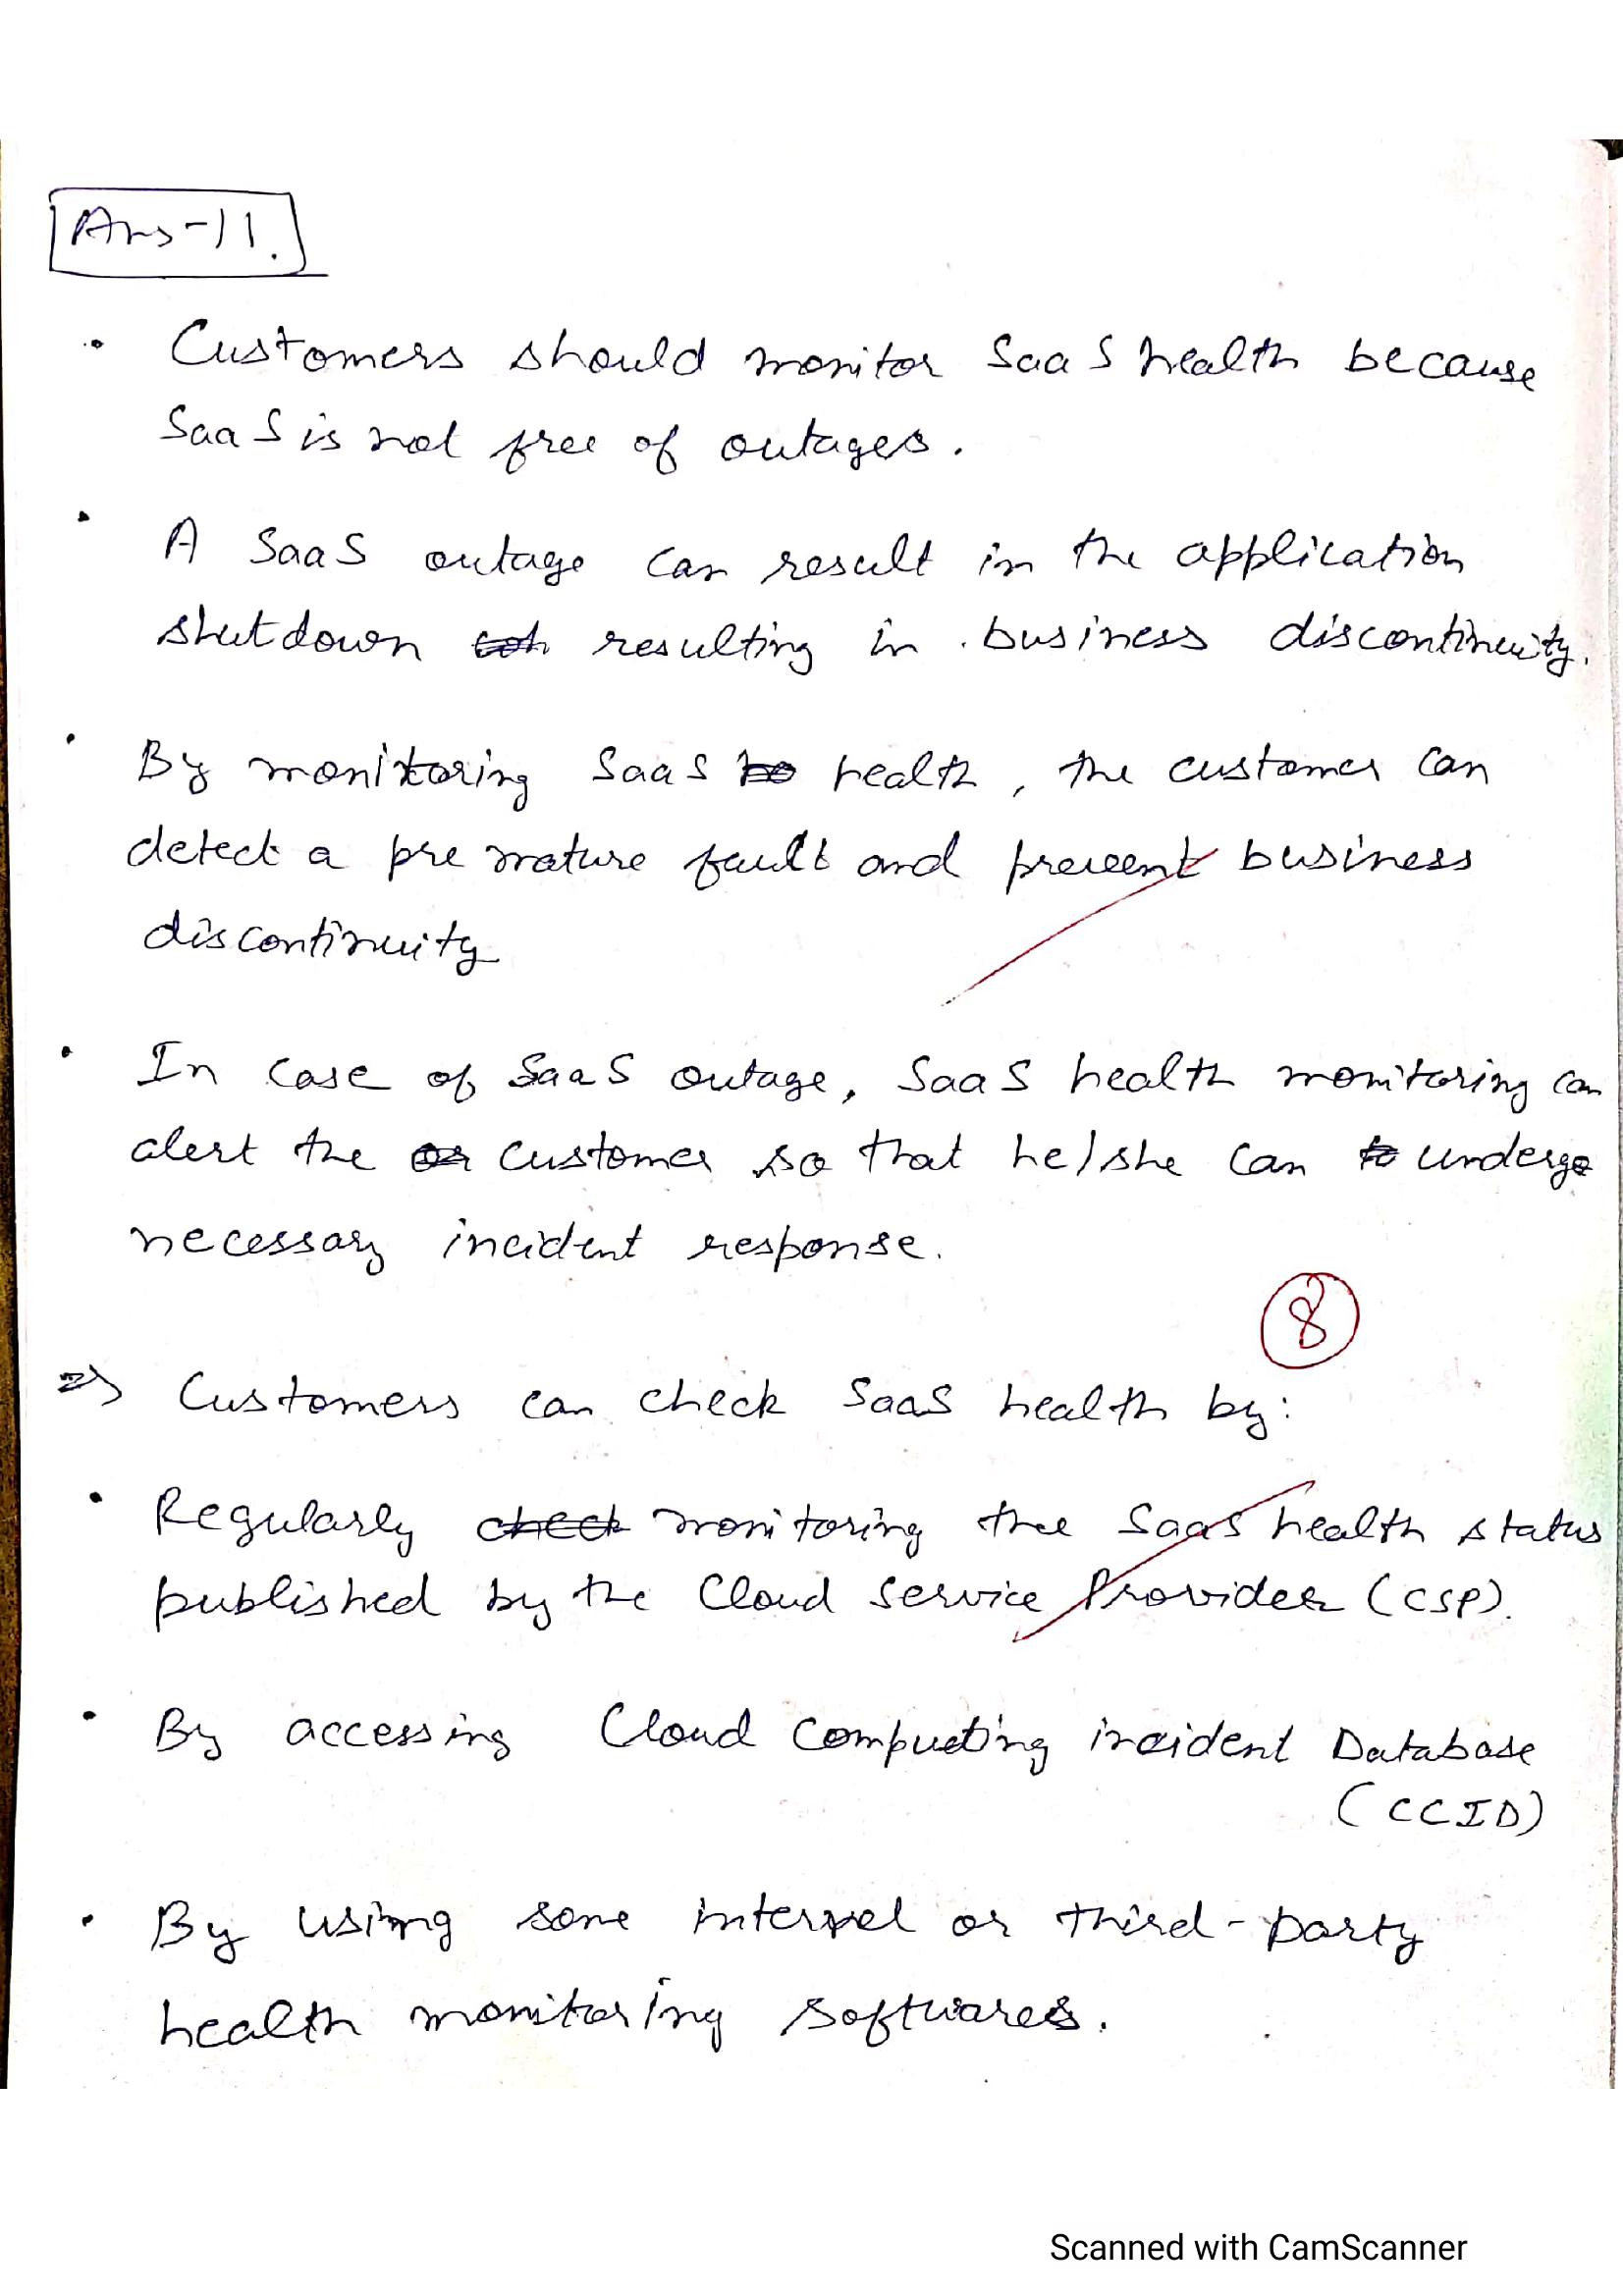 Ans-11.
• Customers should monitor SaaS health because
SaaS is not free of outages.
• A SaaS outage can result in the application
shutdown resulting in business discontinuity.
• By monitoring SaaS health, the customer can
detect a pre mature fault and prevent business
discontinuity
• In case of SaaS outage, SaaS health monitoring can
alert the customer so that he/she can undergo
necessary incident response.
8
=> Customers can check SaaS health by:
• Regularly monitoring the SaaS health status
published by the Cloud Service Provider (CSP).
• By accessing Cloud Computing incident Database
(CCID)
• By using some internel or third-party
health monitoring softwares.
Scanned with CamScanner